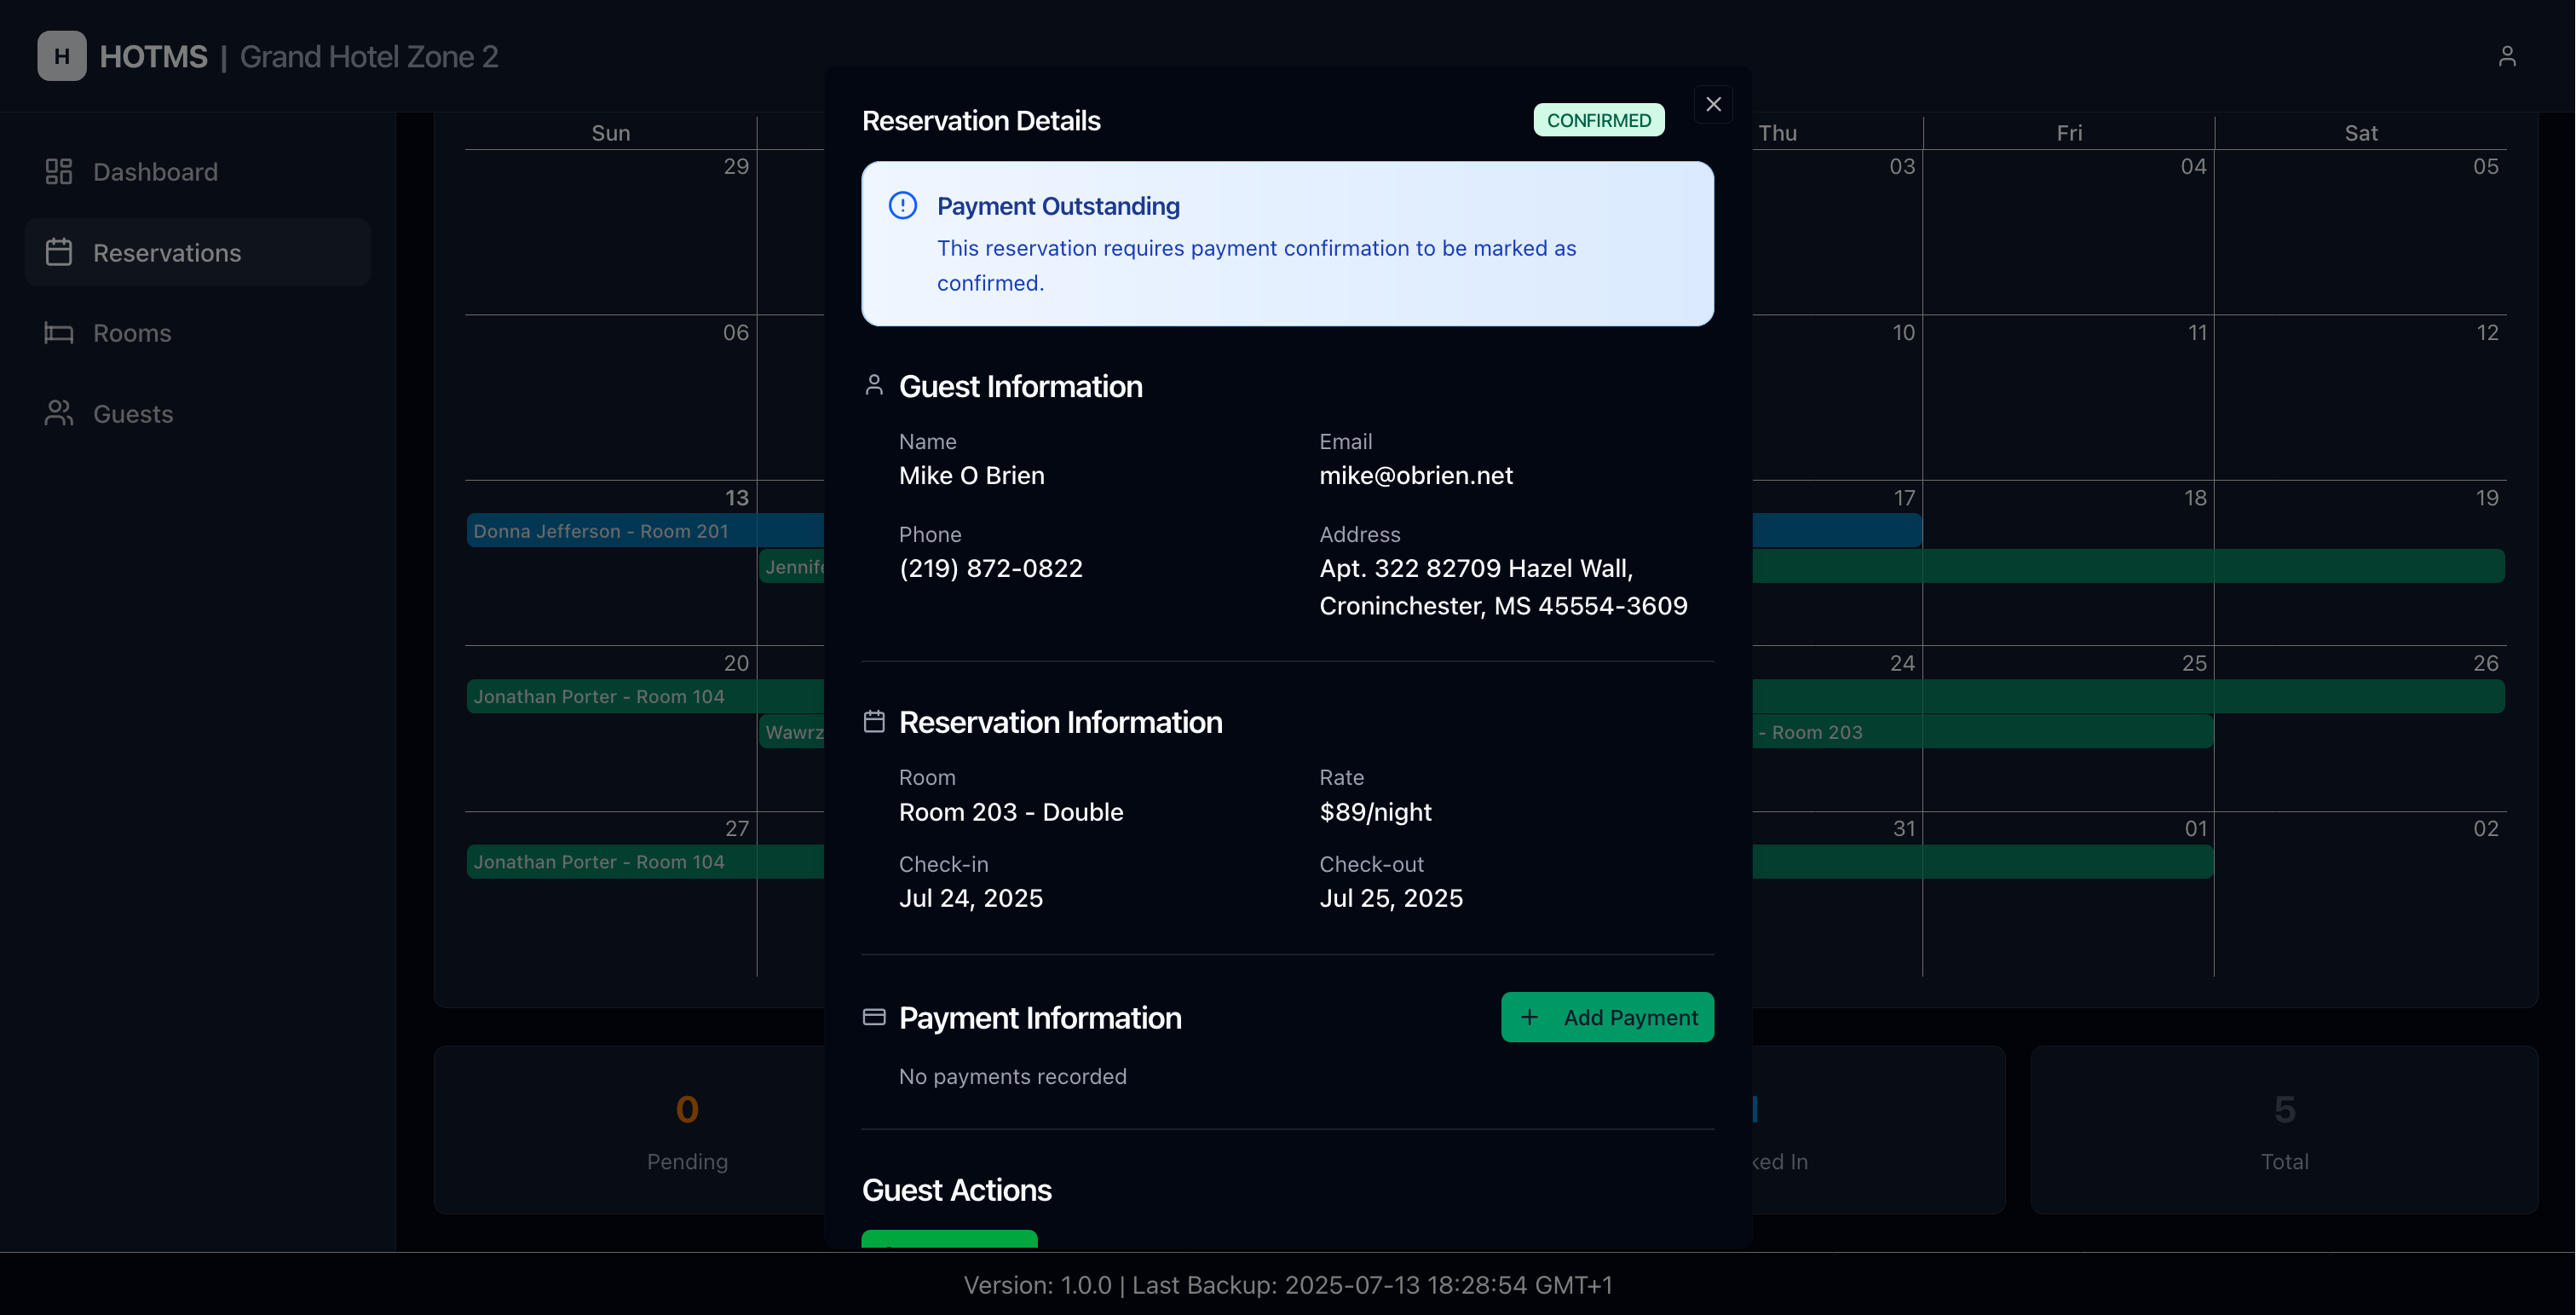 H HOTMS | Grand Hotel Zone 2
Dashboard
Reservations
Rooms
Guests
Sun
Thu Fri Sat
29 03 04 05
06 10 11 12
13 17 18 19
Donna Jefferson - Room 201
20 24 25 26
Jonathan Porter - Room 104
- Room 203
27 31 01 02
Jonathan Porter - Room 104
0
Pending
5
Total
Reservation Details
CONFIRMED
Payment Outstanding
This reservation requires payment confirmation to be marked as
confirmed.
Guest Information
Name
Mike O Brien
Email
mike@obrien.net
Phone
(219) 872-0822
Address
Apt. 322 82709 Hazel Wall,
Croninchester, MS 45554-3609
Reservation Information
Room
Room 203 - Double
Rate
$89/night
Check-in
Jul 24, 2025
Check-out
Jul 25, 2025
Payment Information
Add Payment
No payments recorded
Guest Actions
Version: 1.0.0 | Last Backup: 2025-07-13 18:28:54 GMT+1